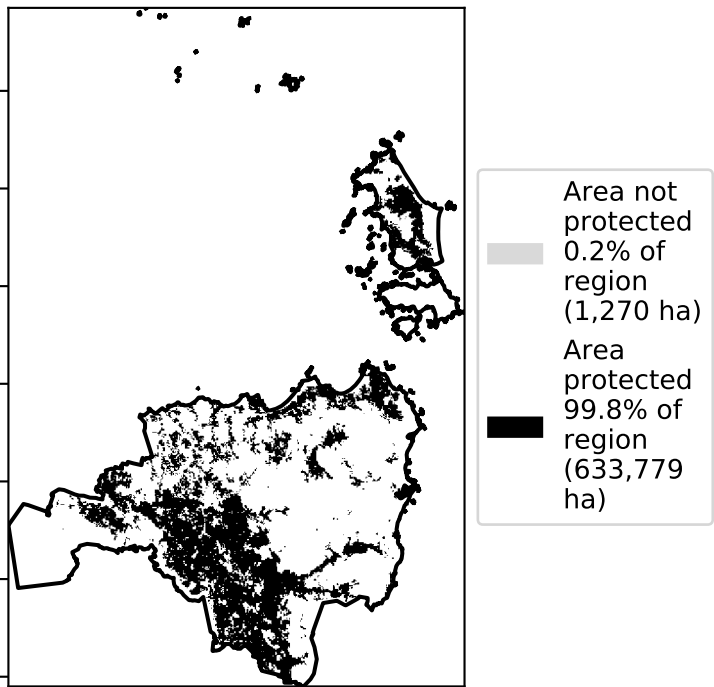 Area not
protected
0.2% of
region
(1,270 ha)
Area
protected
99.8% of
region
(633,779
ha)